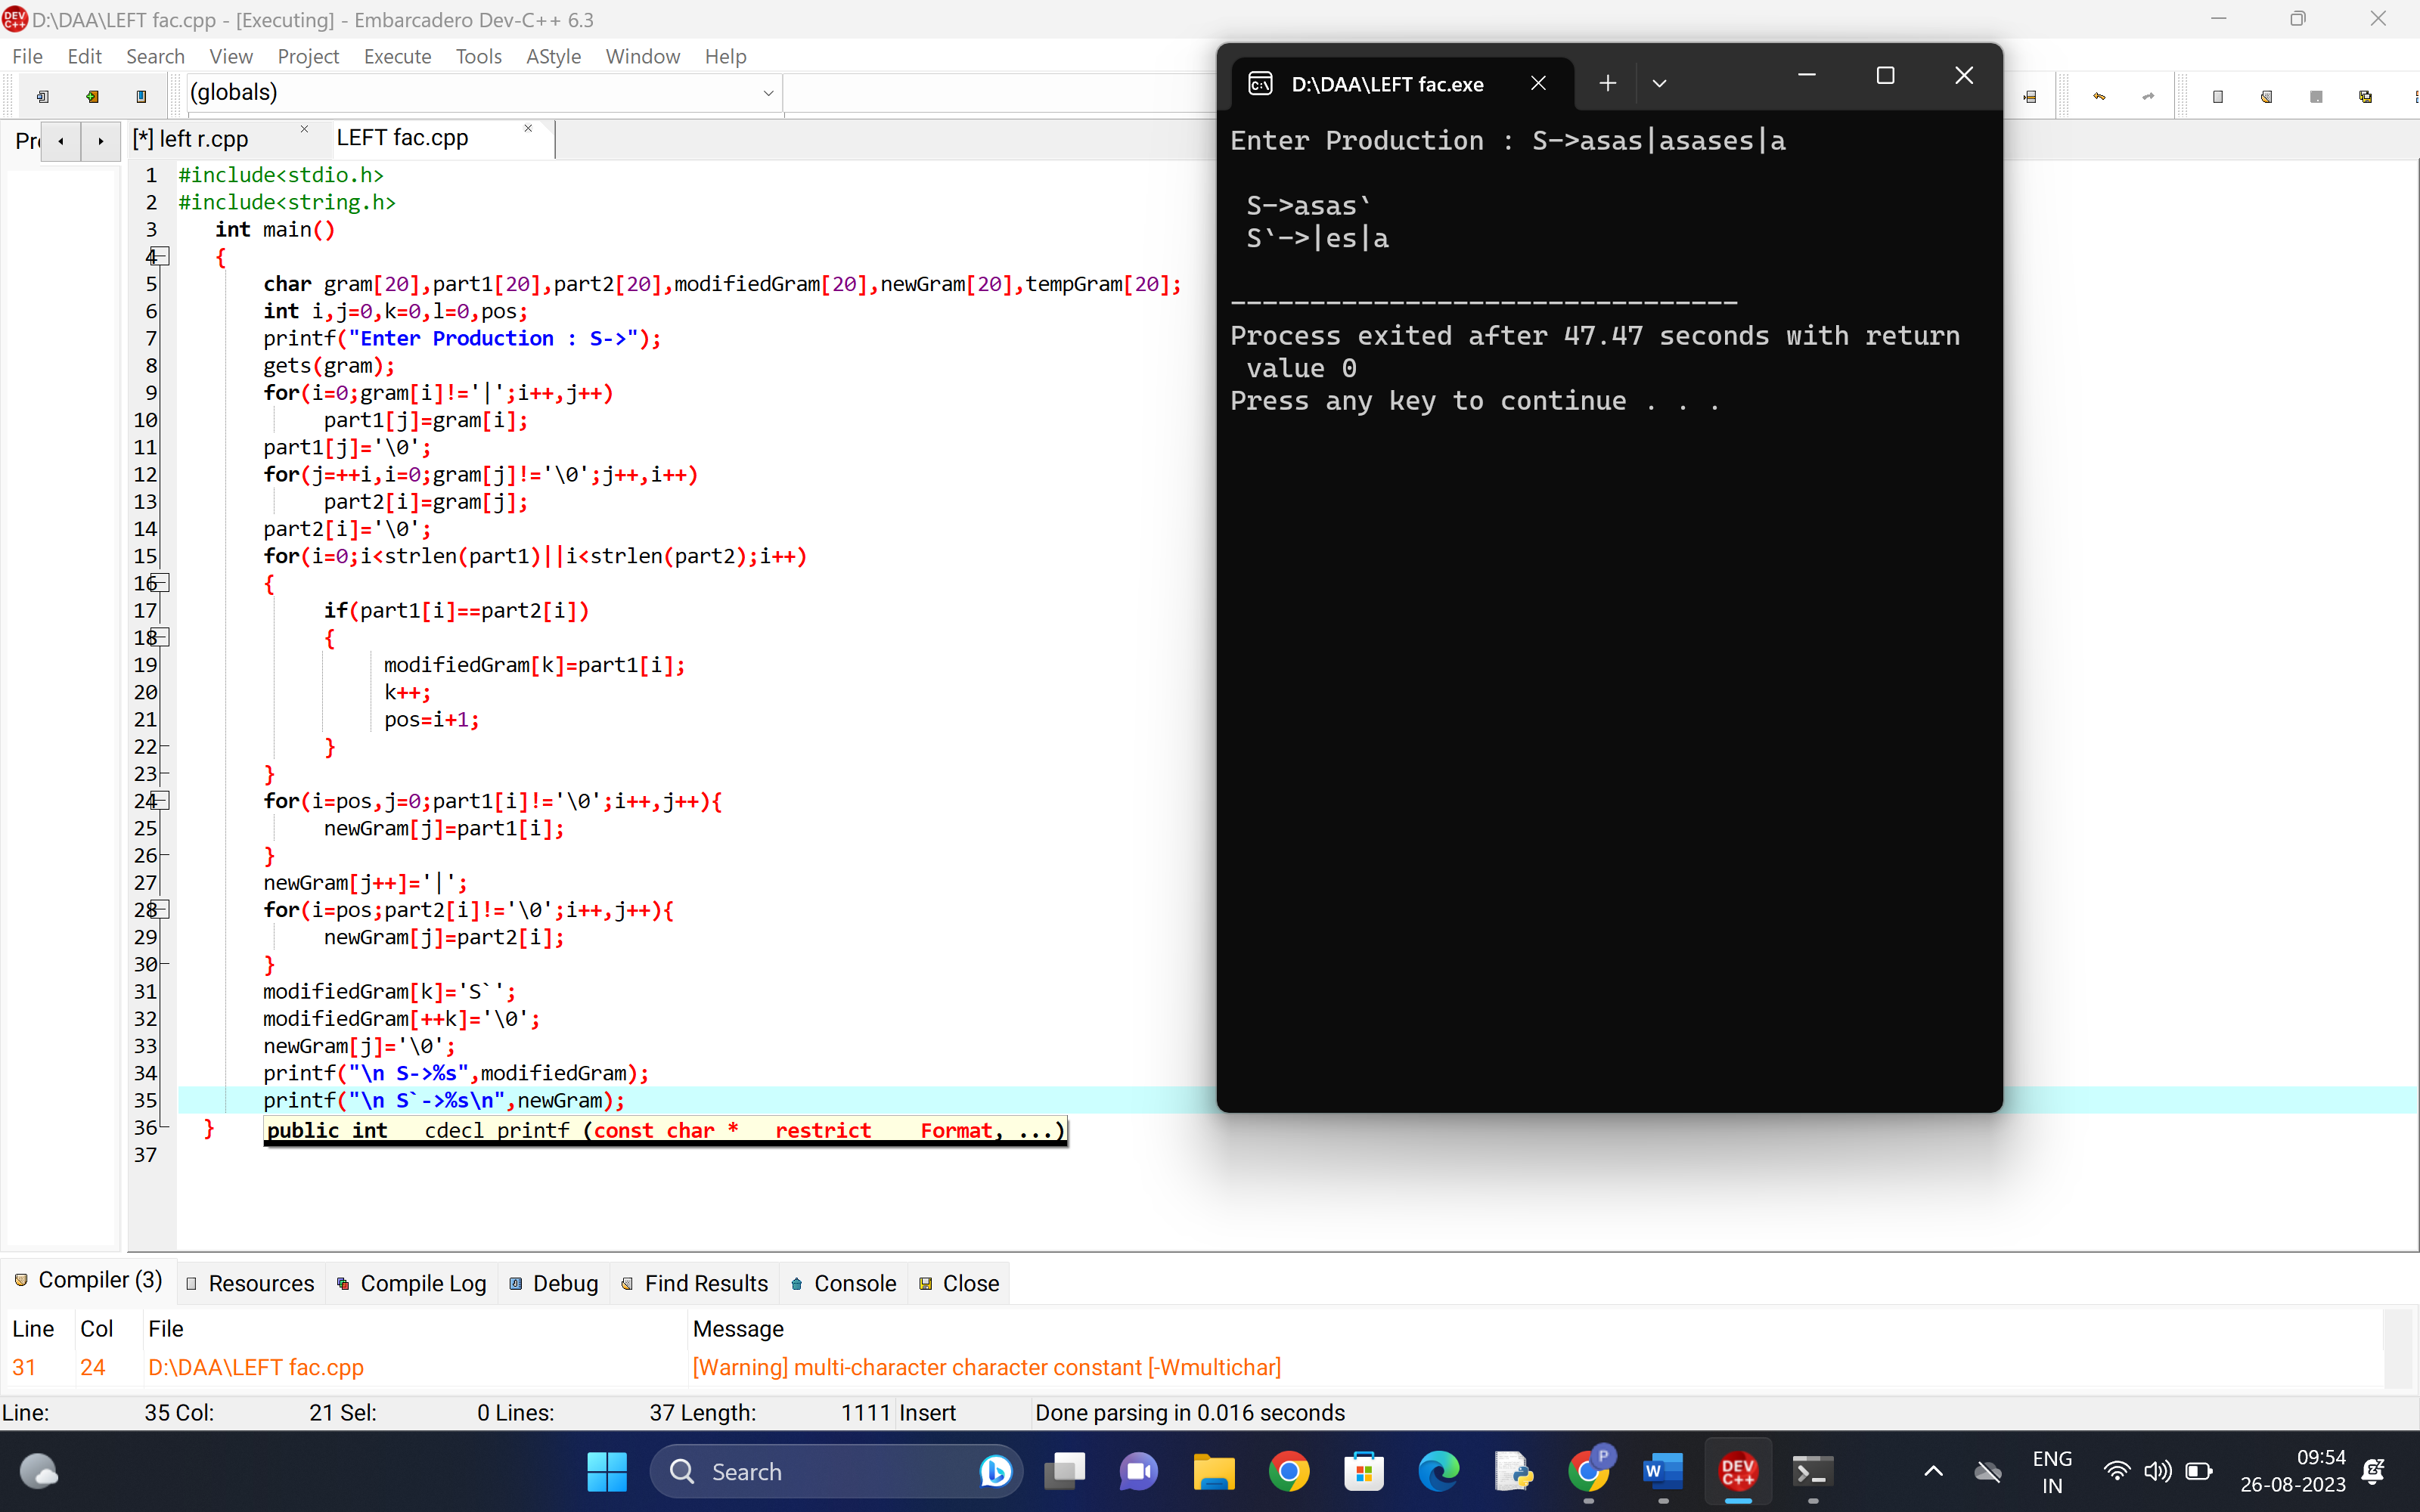 D:\DAA\LEFT fac.cpp - [Executing] - Embarcadero Dev-C++ 6.3
File Edit Search View Project Execute Tools AStyle Window Help
(globals)
[*] left r.cpp
LEFT fac.cpp
1 #include<stdio.h>
2 #include<string.h>
3 int main()
4 {
5 char gram[20],part1[20],part2[20],modifiedGram[20],newGram[20],tempGram[20];
6 int i,j=0,k=0,l=0,pos;
7 printf("Enter Production : S->");
8 gets(gram);
9 for(i=0;gram[i]!='|';i++,j++)
10 part1[j]=gram[i];
11 part1[j]='\0';
12 for(j=++i,i=0;gram[j]!='\0';j++,i++)
13 part2[i]=gram[j];
14 part2[i]='\0';
15 for(i=0;i<strlen(part1)||i<strlen(part2);i++)
16 {
17 if(part1[i]==part2[i])
18 {
19 modifiedGram[k]=part1[i];
20 k++;
21 pos=i+1;
22 }
23 }
24 for(i=pos,j=0;part1[i]!='\0';i++,j++){
25 newGram[j]=part1[i];
26 }
27 newGram[j++]='|';
28 for(i=pos;part2[i]!='\0';i++,j++){
29 newGram[j]=part2[i];
30 }
31 modifiedGram[k]='S`';
32 modifiedGram[++k]='\0';
33 newGram[j]='\0';
34 printf("\n S->%s",modifiedGram);
35 printf("\n S`->%s\n",newGram);
36 }
public int cdecl printf (const char * restrict Format, ...)
37
D:\DAA\LEFT fac.exe
Enter Production : S->asas|asases|a
S->asas`
S`->|es|a
--------------------------------
Process exited after 47.47 seconds with return
value 0
Press any key to continue . . .
Compiler (3) Resources Compile Log Debug Find Results Console Close
Line Col File Message
31 24 D:\DAA\LEFT fac.cpp [Warning] multi-character character constant [-Wmultichar]
Line: 35 Col: 21 Sel: 0 Lines: 37 Length: 1111 Insert Done parsing in 0.016 seconds
Search
P
W
DEV C++
ENG
IN
09:54
26-08-2023